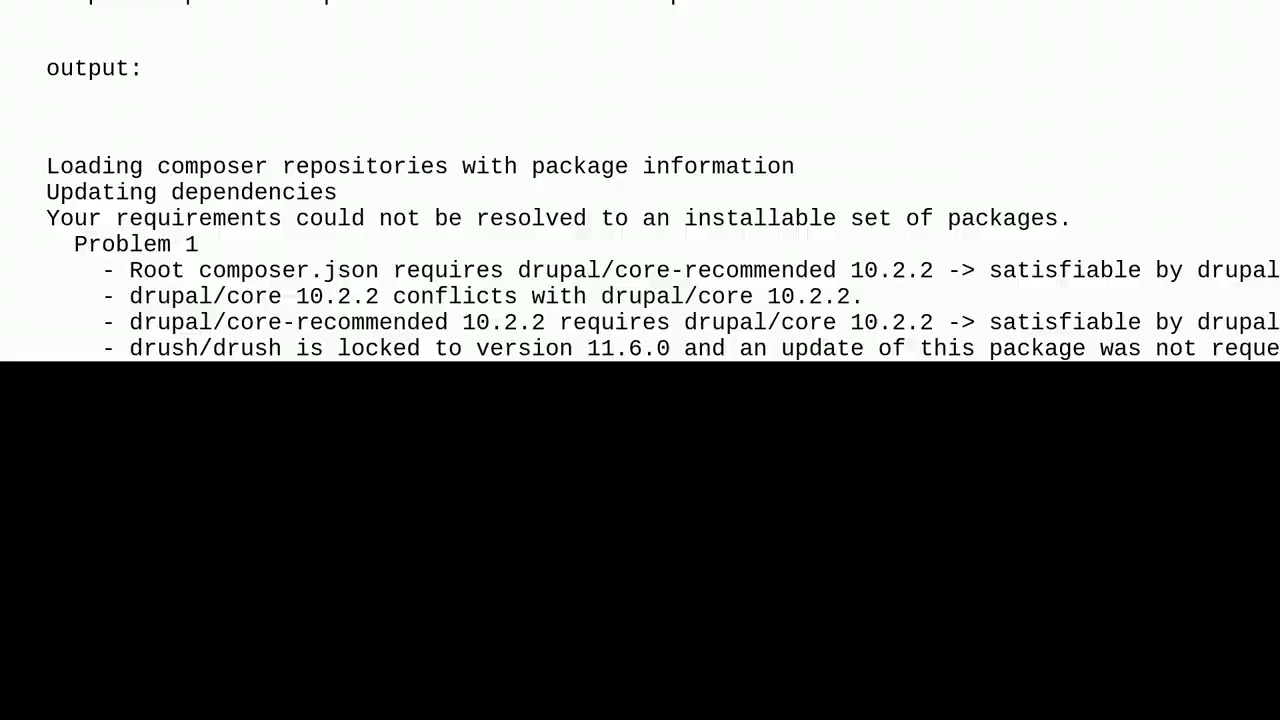 output:
Loading composer repositories with package information
Updating dependencies
Your requirements could not be resolved to an installable set of packages.
Problem 1
- Root composer.json requires drupal/core-recommended 10.2.2 -> satisfiable by drupal
- drupal/core 10.2.2 conflicts with drupal/core 10.2.2.
- drupal/core-recommended 10.2.2 requires drupal/core 10.2.2 -> satisfiable by drupal
- drush/drush is locked to version 11.6.0 and an update of this package was not reque